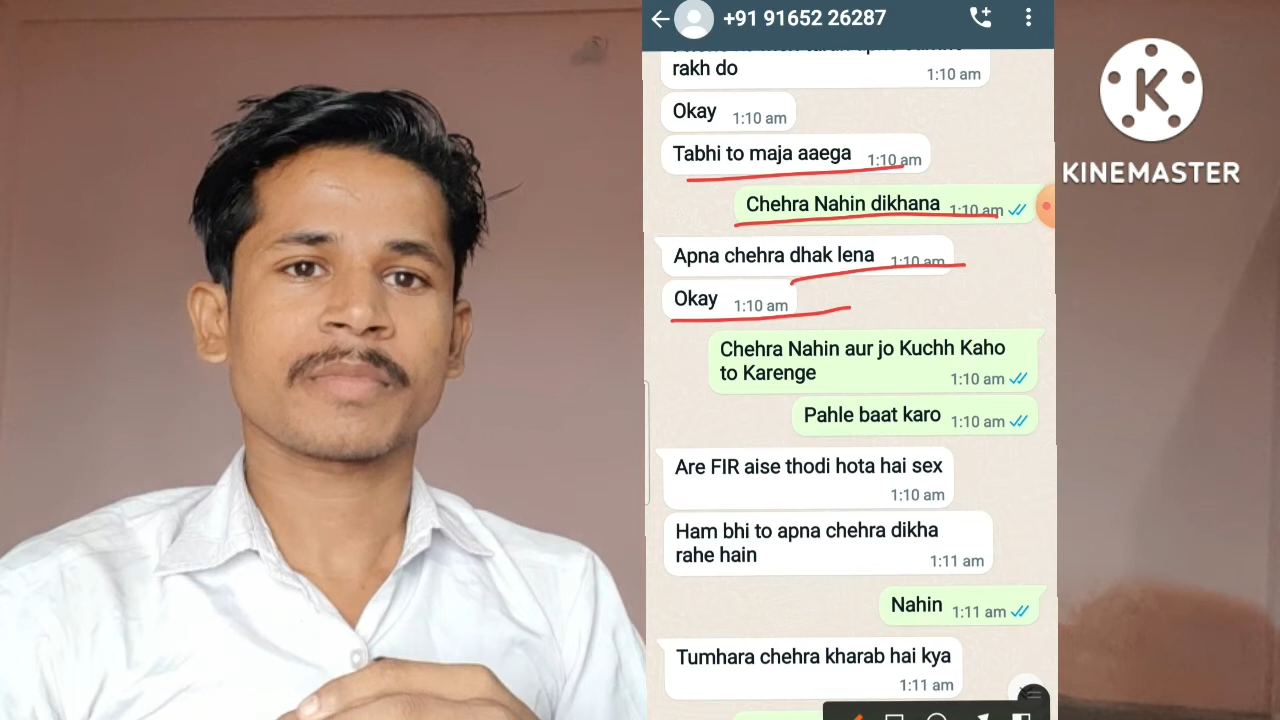 +91 91652 26287
rakh do
1:10 am
Okay 1:10 am
Tabhi to maja aaega 1:10 am
Chehra Nahin dikhana 1:10 am
Apna chehra dhak lena 1:10 am
Okay 1:10 am
Chehra Nahin aur jo Kuchh Kaho
to Karenge 1:10 am
Pahle baat karo 1:10 am
Are FIR aise thodi hota hai sex
1:10 am
Ham bhi to apna chehra dikha
rahe hain 1:11 am
Nahin 1:11 am
Tumhara chehra kharab hai kya
1:11 am
K
KINEMASTER